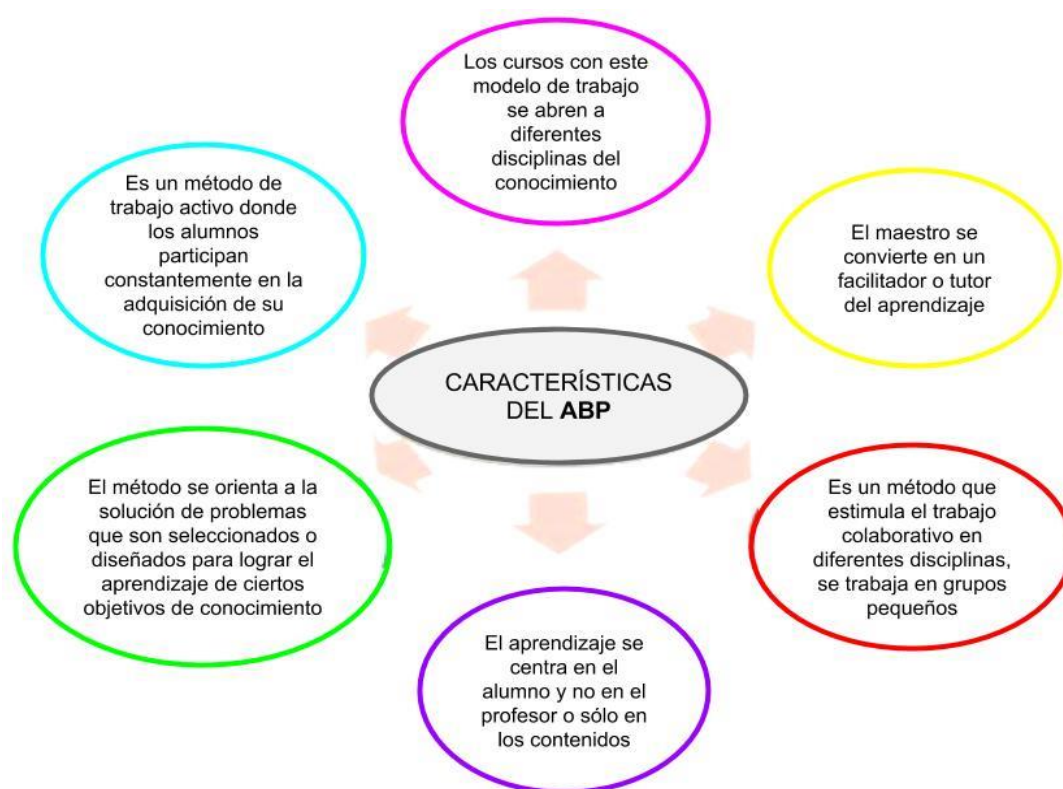 Los cursos con este
modelo de trabajo
se abren a
diferentes
disciplinas del
conocimiento
Es un método de
trabajo activo donde
los alumnos
participan
constantemente en la
adquisición de su
conocimiento
El maestro se
convierte en un
facilitador o tutor
del aprendizaje
CARACTERÍSTICAS
DEL ABP
El método se orienta a la
solución de problemas
que son seleccionados o
diseñados para lograr el
aprendizaje de ciertos
objetivos de conocimiento
Es un método que
estimula el trabajo
colaborativo en
diferentes disciplinas,
se trabaja en grupos
pequeños
El aprendizaje se
centra en el
alumno y no en el
profesor o sólo en
los contenidos